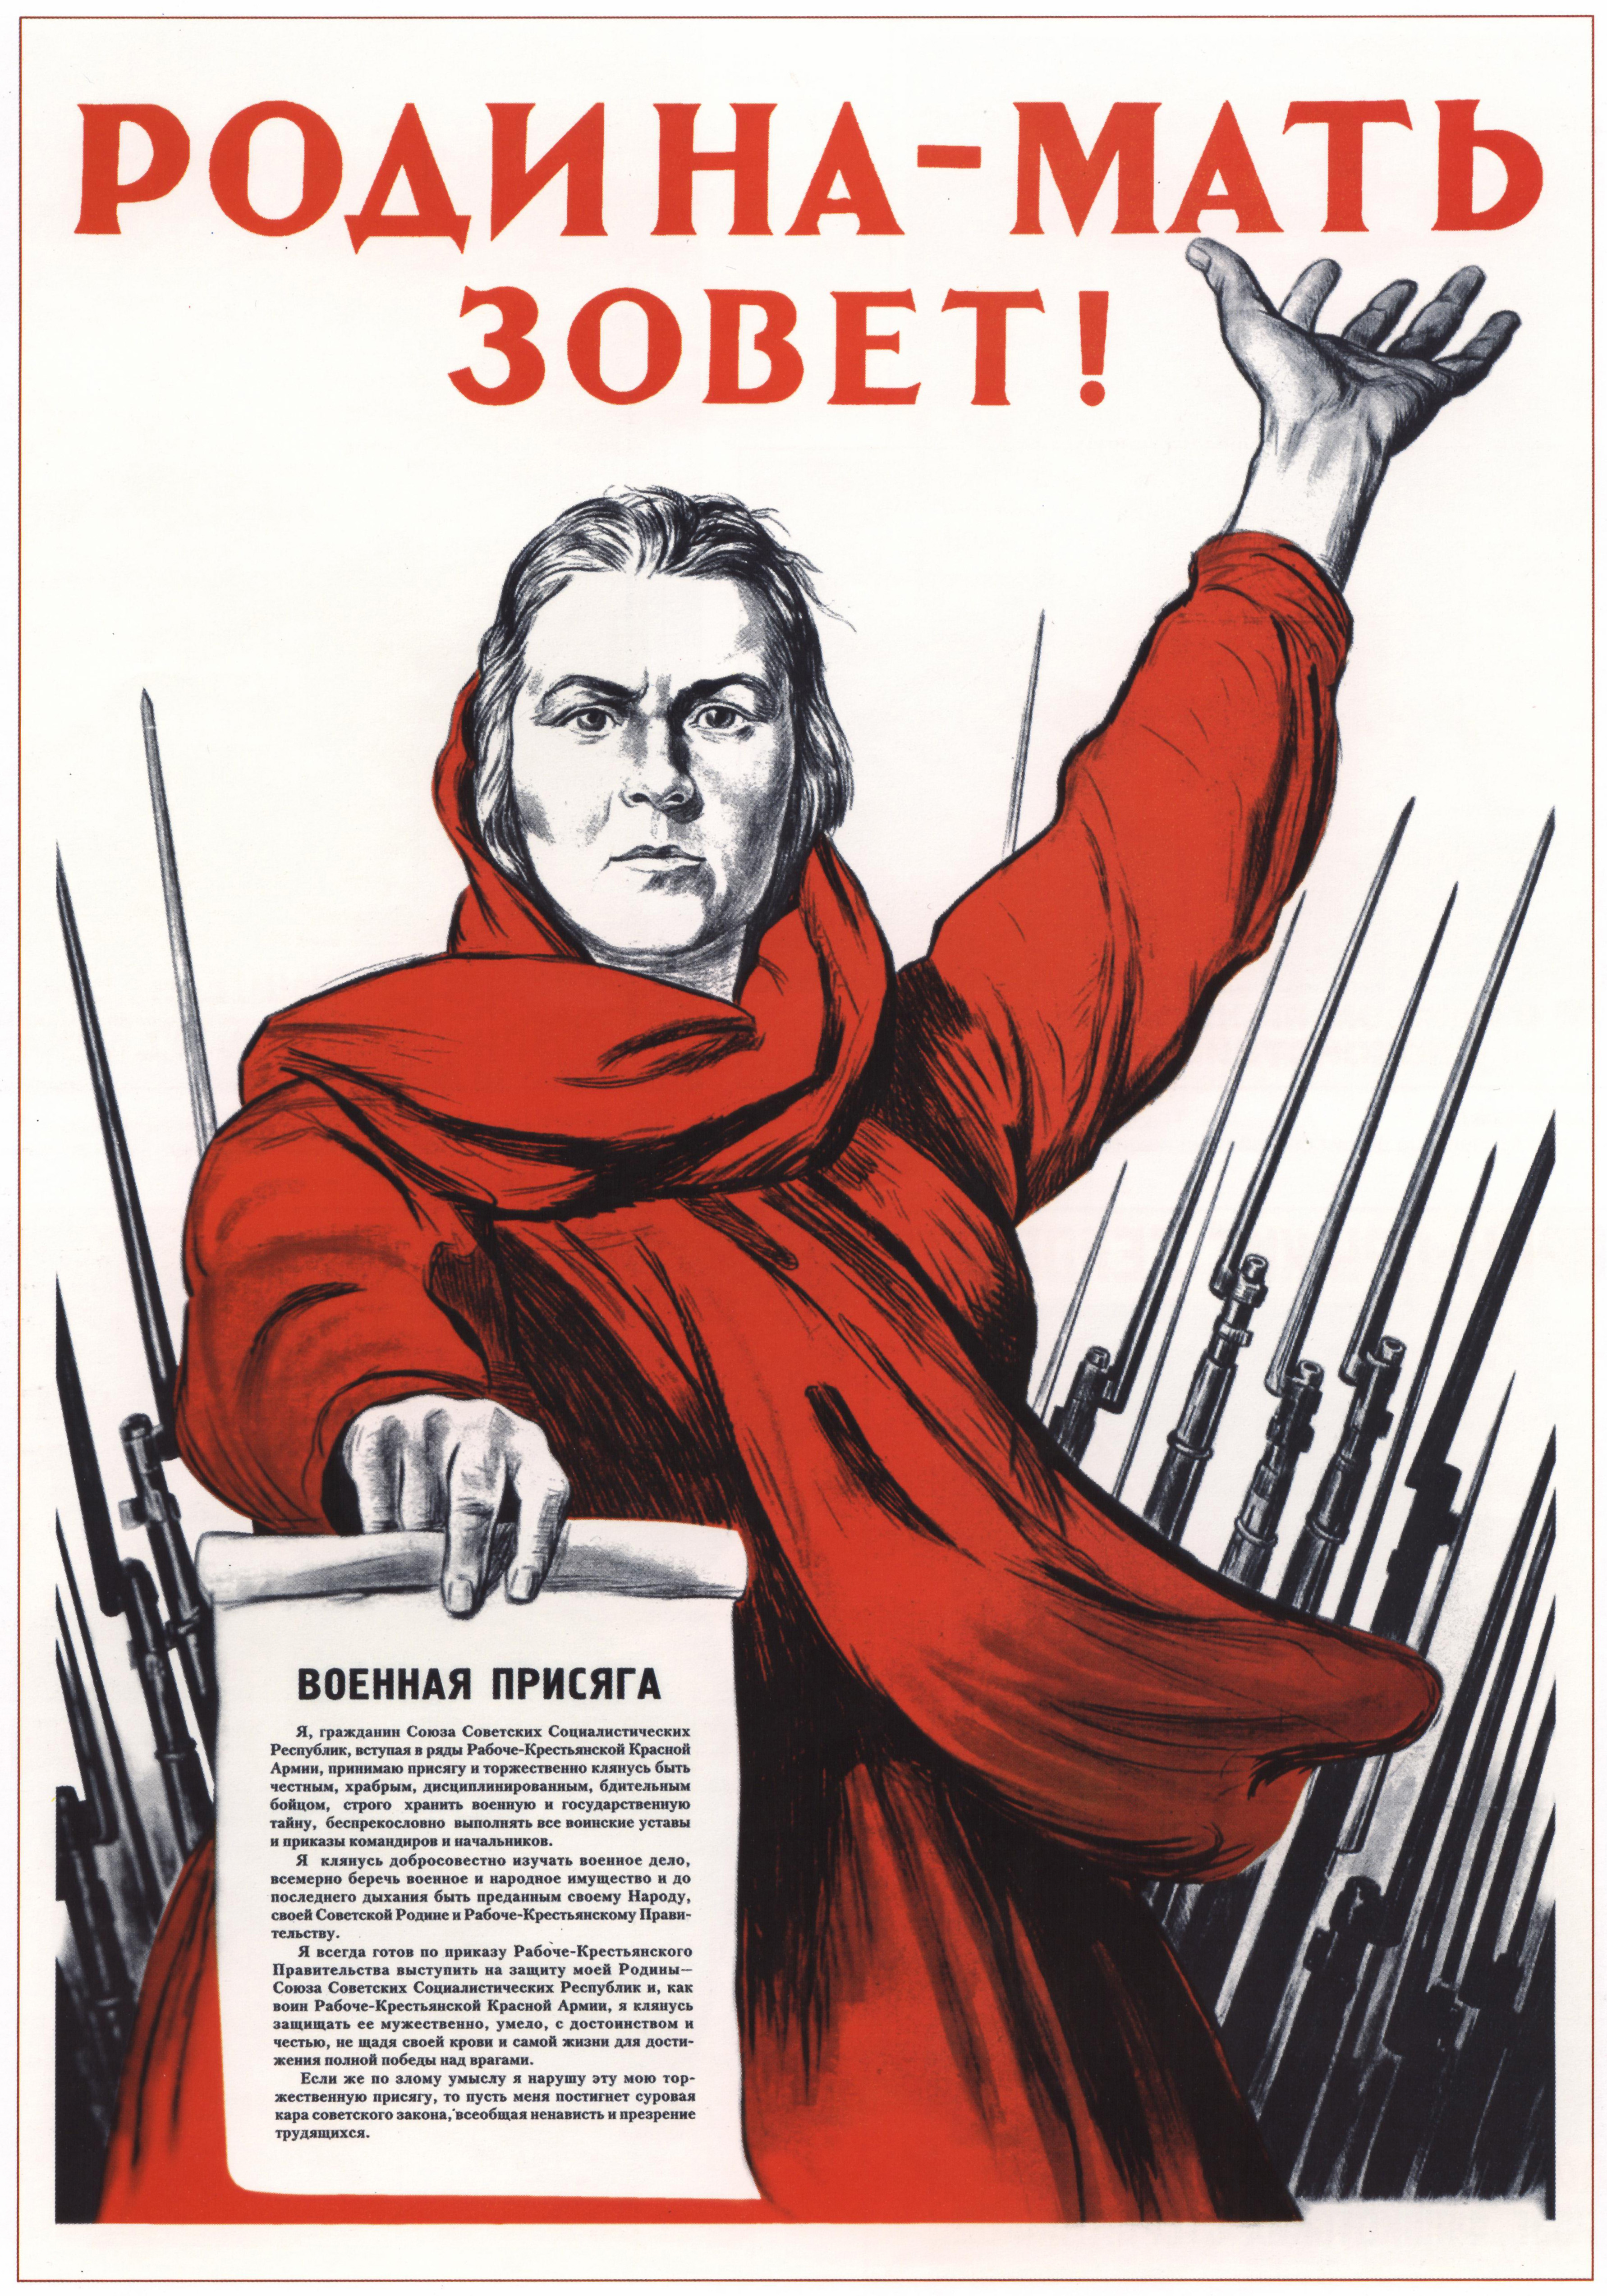 РОДИНА-МАТЬ
ЗОВЕТ!
ВОЕННАЯ ПРИСЯГА
Я, гражданин Союза Советских Социалистических
Республик, вступая в ряды Рабоче-Крестьянской Красной
Армии, принимаю присягу и торжественно клянусь быть
честным, храбрым, дисциплинированным, бдительным
бойцом, строго хранить военную и государственную
тайну, беспрекословно выполнять все воинские уставы
и приказы командиров и начальников.
Я клянусь добросовестно изучать военное дело,
всемерно беречь военное и народное имущество и до
последнего дыхания быть преданным своему Народу,
своей Советской Родине и Рабоче-Крестьянскому Прави-
тельству.
Я всегда готов по приказу Рабоче-Крестьянского
Правительства выступить на защиту моей Родины—
Союза Советских Социалистических Республик и, как
воин Рабоче-Крестьянской Красной Армии, я клянусь
защищать ее мужественно, умело, с достоинством и
честью, не щадя своей крови и самой жизни для дости-
жения полной победы над врагами.
Если же по злому умыслу я нарушу эту мою тор-
жественную присягу, то пусть меня постигнет суровая
кара советского закона, всеобщая ненависть и презрение
трудящихся.